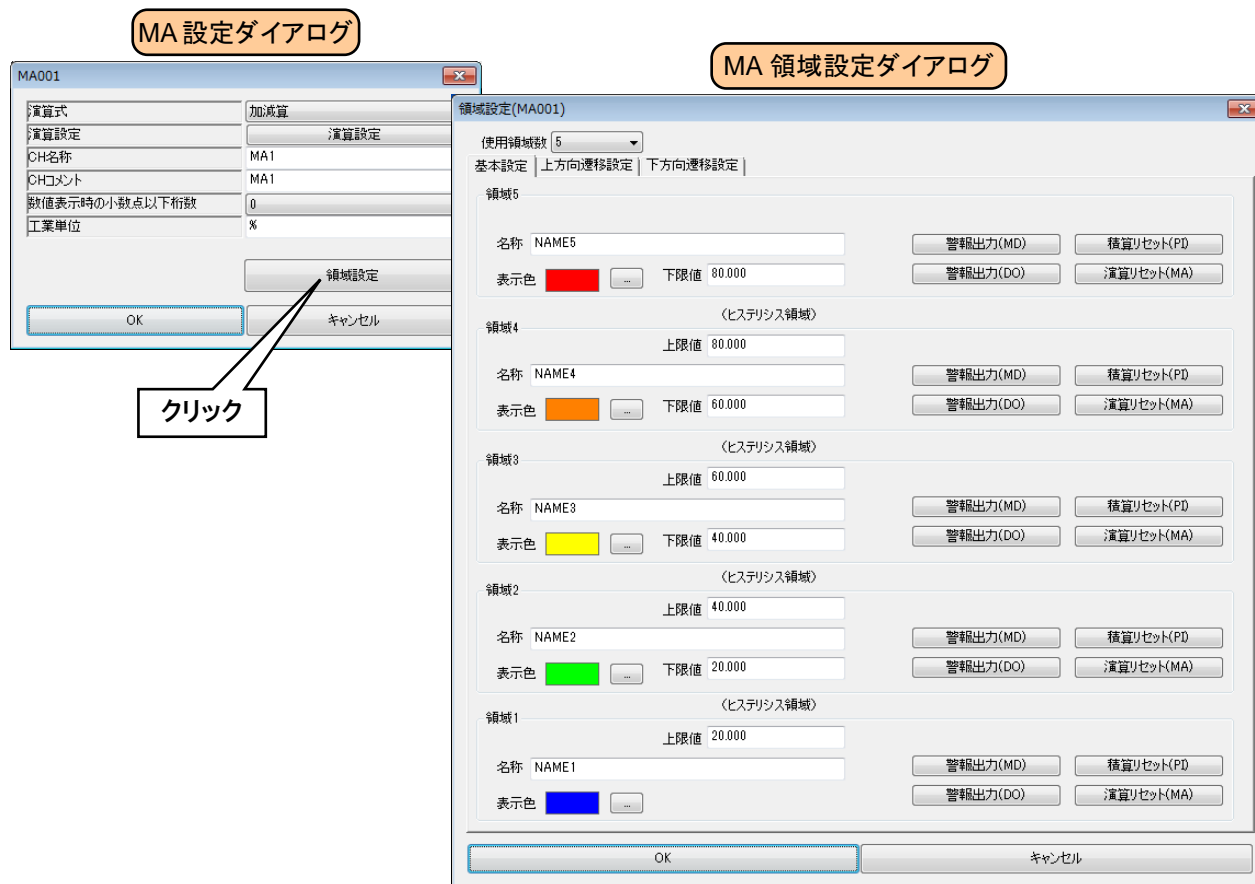 MA 設定ダイアログ
MA001
演算式 加減算
演算設定 演算設定
CH名称 MA1
CHコメント MA1
数値表示時の小数点以下桁数 0
工業単位 %
領域設定
OK キャンセル
クリック
MA 領域設定ダイアログ
領域設定(MA001)
使用領域数 5
基本設定 上方向遷移設定 下方向遷移設定
領域5
名称 NAME5 警報出力(MD) 積算リセット(PI)
表示色 ... 下限値 80.000 警報出力(DO) 演算リセット(MA)
(ヒステリシス領域)
領域4
上限値 80.000
名称 NAME4 警報出力(MD) 積算リセット(PI)
表示色 ... 下限値 60.000 警報出力(DO) 演算リセット(MA)
(ヒステリシス領域)
領域3
上限値 60.000
名称 NAME3 警報出力(MD) 積算リセット(PI)
表示色 ... 下限値 40.000 警報出力(DO) 演算リセット(MA)
(ヒステリシス領域)
領域2
上限値 40.000
名称 NAME2 警報出力(MD) 積算リセット(PI)
表示色 ... 下限値 20.000 警報出力(DO) 演算リセット(MA)
(ヒステリシス領域)
領域1
上限値 20.000
名称 NAME1 警報出力(MD) 積算リセット(PI)
表示色 ... 警報出力(DO) 演算リセット(MA)
OK キャンセル